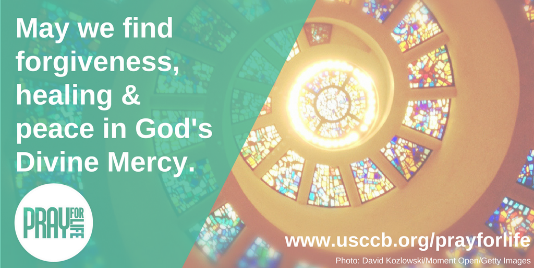 May we find
forgiveness,
healing &
peace in God's
Divine Mercy.
PRAY FOR LIFE
www.usccb.org/prayforlife
Photo: David Kozlowski/Moment Open/Getty Images